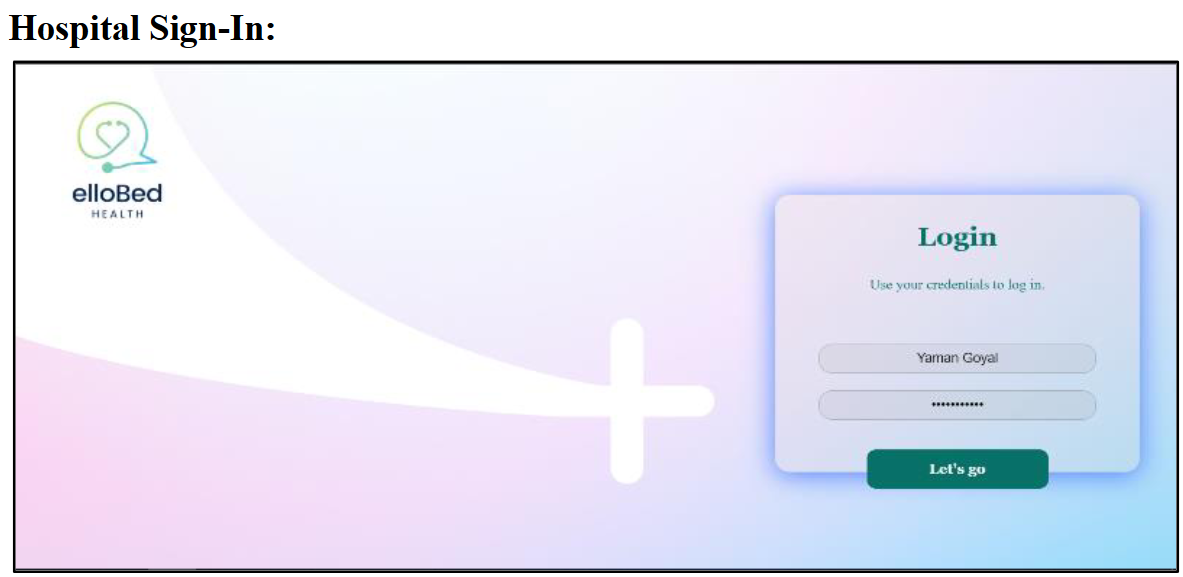 Hospital Sign-In:
elloBed
HEALTH
Login
Use your credentials to log in.
Yaman Goyal
•••••••••••
Let's go